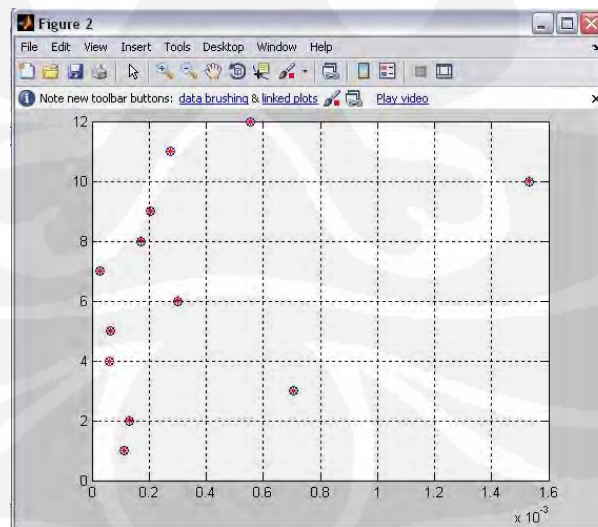 Figure 2
File Edit View Insert Tools Desktop Window Help
Note new toolbar buttons: data brushing & linked plots Play video
12
10
8
6
4
2
0
0 0.2 0.4 0.6 0.8 1 1.2 1.4 1.6
x 10⁻³